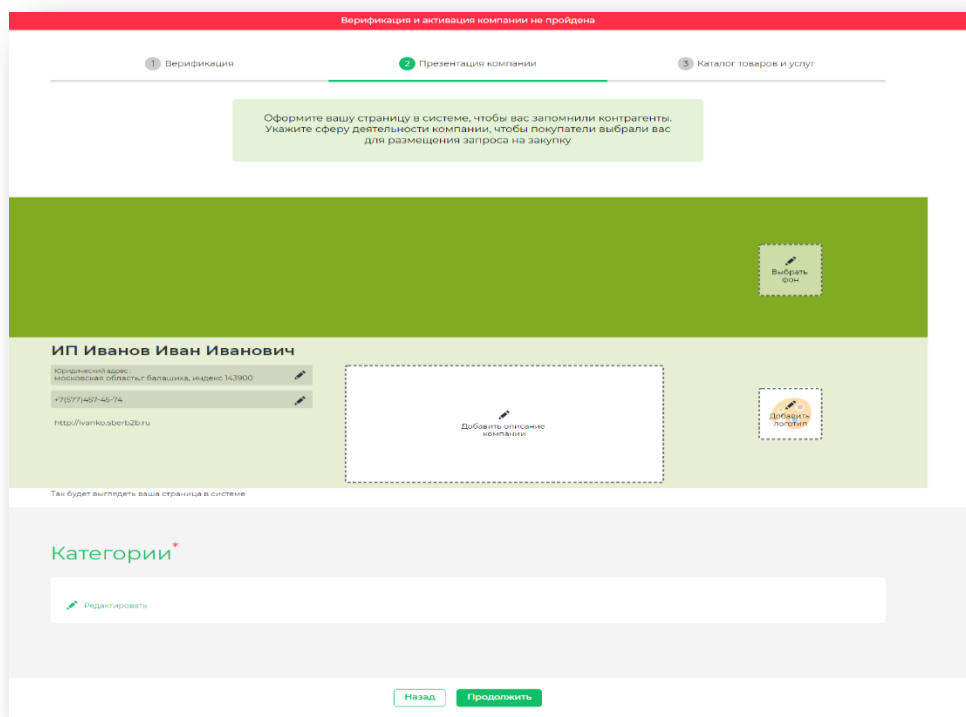 Верификация и активация компании не пройдена
1 Верификация
2 Презентация компании
3 Каталог товаров и услуг
Оформите вашу страницу в системе, чтобы вас запомнили контрагенты.
Укажите сферу деятельности компании, чтобы покупатели выбрали вас
для размещения запроса на закупку
Выбрать
фон
ИП Иванов Иван Иванович
Юридический адрес:
московская область,г балашиха, индекс 143900
+7(577)457-45-74
http://ivanko.sberb2b.ru
Добавить описание
компании
Добавить
логотип
Так будет выглядеть ваша страница в системе
Категории*
Редактировать
Назад
Продолжить